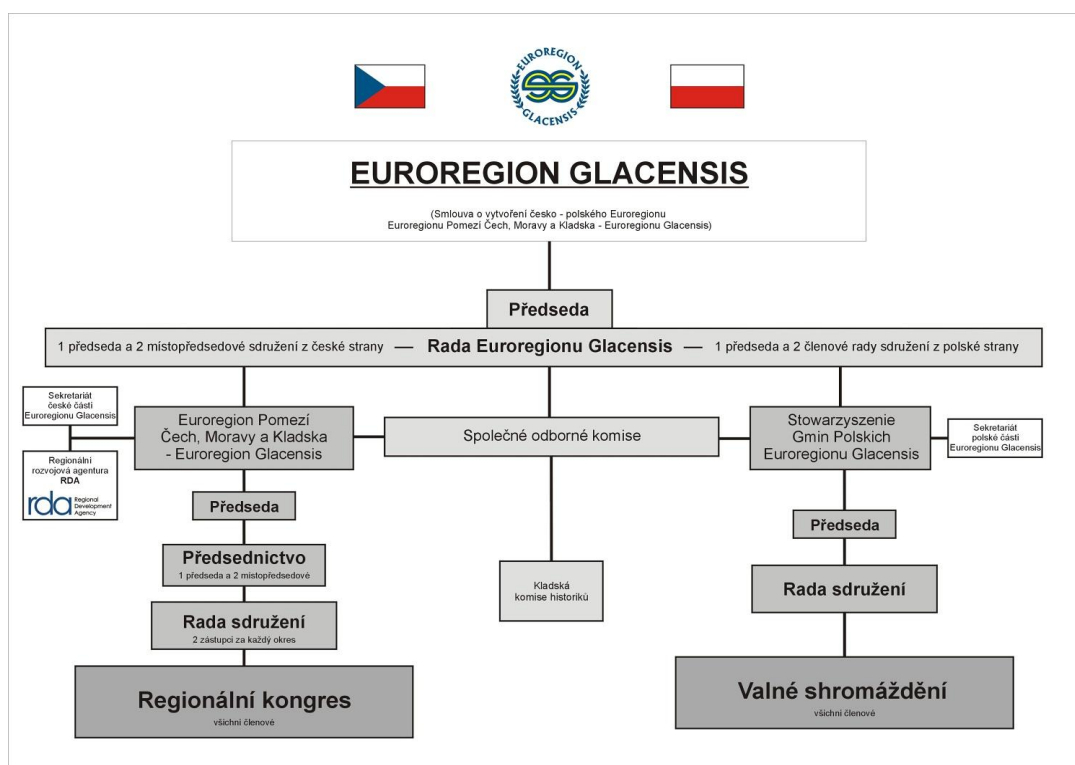 EUROREGION
GLACENSIS
EUROREGION GLACENSIS
(Smlouva o vytvoření česko - polského Euroregionu
Euroregionu Pomezí Čech, Moravy a Kladska - Euroregionu Glacensis)
Předseda
1 předseda a 2 místopředsedové sdružení z české strany — Rada Euroregionu Glacensis — 1 předseda a 2 členové rady sdružení z polské strany
Sekretariát
české části
Euroregionu Glacensis
Regionální
rozvojová agentura
RDA
rda Regional
Development
Agency
Euroregion Pomezí
Čech, Moravy a Kladska
- Euroregion Glacensis
Společné odborné komise
Stowarzyszenie
Gmin Polskich
Euroregionu Glacensis
Sekretariát
polské části
Euroregionu Glacensis
Předseda
Předsednictvo
1 předseda a 2 místopředsedové
Rada sdružení
2 zástupci za každý okres
Regionální kongres
všichni členové
Kladská
komise historiků
Předseda
Rada sdružení
Valné shromáždění
všichni členové